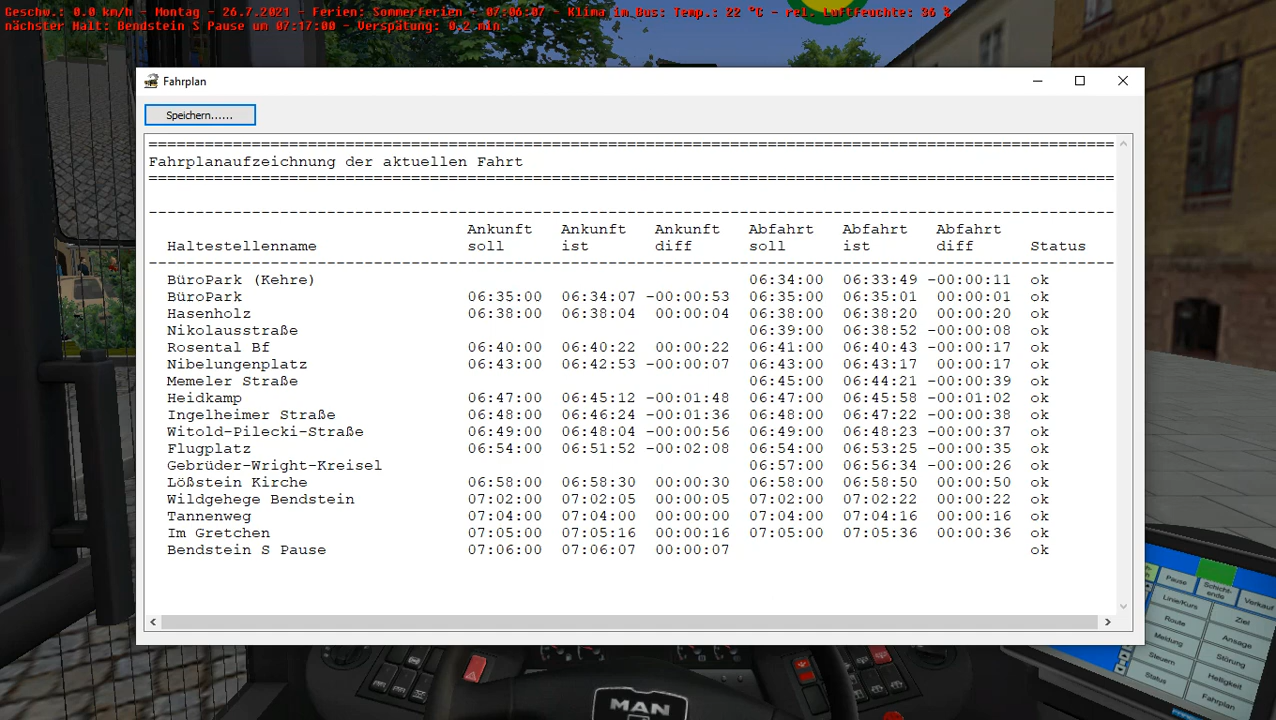 Geschw.: 0.0 km/h - Montag - 26.7.2021 - Ferien: Sommerferien - 07:06:07 - Klima im Bus: Temp.: 22 °C - rel. Luftfeuchte: 36 %
nächster Halt: Bendstein S Pause um 07:17:00 - Verspätung: 0.2 min.
Fahrplan
Speichern......
Fahrplanaufzeichnung der aktuellen Fahrt
Ankunft Ankunft Ankunft Abfahrt Abfahrt Abfahrt
Haltestellenname soll ist diff soll ist diff Status
BüroPark (Kehre) 06:34:00 06:33:49 -00:00:11 ok
BüroPark 06:35:00 06:34:07 -00:00:53 06:35:00 06:35:01 00:00:01 ok
Hasenholz 06:38:00 06:38:04 00:00:04 06:38:00 06:38:20 00:00:20 ok
Nikolausstraße 06:39:00 06:38:52 -00:00:08 ok
Rosental Bf 06:40:00 06:40:22 00:00:22 06:41:00 06:40:43 -00:00:17 ok
Nibelungenplatz 06:43:00 06:42:53 -00:00:07 06:43:00 06:43:17 00:00:17 ok
Memeler Straße 06:45:00 06:44:21 -00:00:39 ok
Heidkamp 06:47:00 06:45:12 -00:01:48 06:47:00 06:45:58 -00:01:02 ok
Ingelheimer Straße 06:48:00 06:46:24 -00:01:36 06:48:00 06:47:22 -00:00:38 ok
Witold-Pilecki-Straße 06:49:00 06:48:04 -00:00:56 06:49:00 06:48:23 -00:00:37 ok
Flugplatz 06:54:00 06:51:52 -00:02:08 06:54:00 06:53:25 -00:00:35 ok
Gebrüder-Wright-Kreisel 06:57:00 06:56:34 -00:00:26 ok
Lößstein Kirche 06:58:00 06:58:30 00:00:30 06:58:00 06:58:50 00:00:50 ok
Wildgehege Bendstein 07:02:00 07:02:05 00:00:05 07:02:00 07:02:22 00:00:22 ok
Tannenweg 07:04:00 07:04:00 00:00:00 07:04:00 07:04:16 00:00:16 ok
Im Gretchen 07:05:00 07:05:16 00:00:16 07:05:00 07:05:36 00:00:36 ok
Bendstein S Pause 07:06:00 07:06:07 00:00:07 ok
Pause Schicht-ende Verkauf
Linie/Kurs Ziel
Route Ansage
Meldung Störung
Steuern Helligkeit
Status Fahrplan
MAN